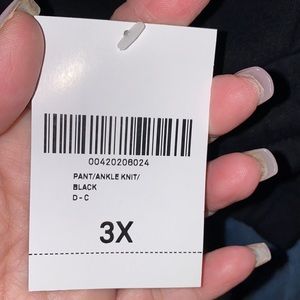 00420208024
PANT/ANKLE KNIT/
BLACK
D - C
3X